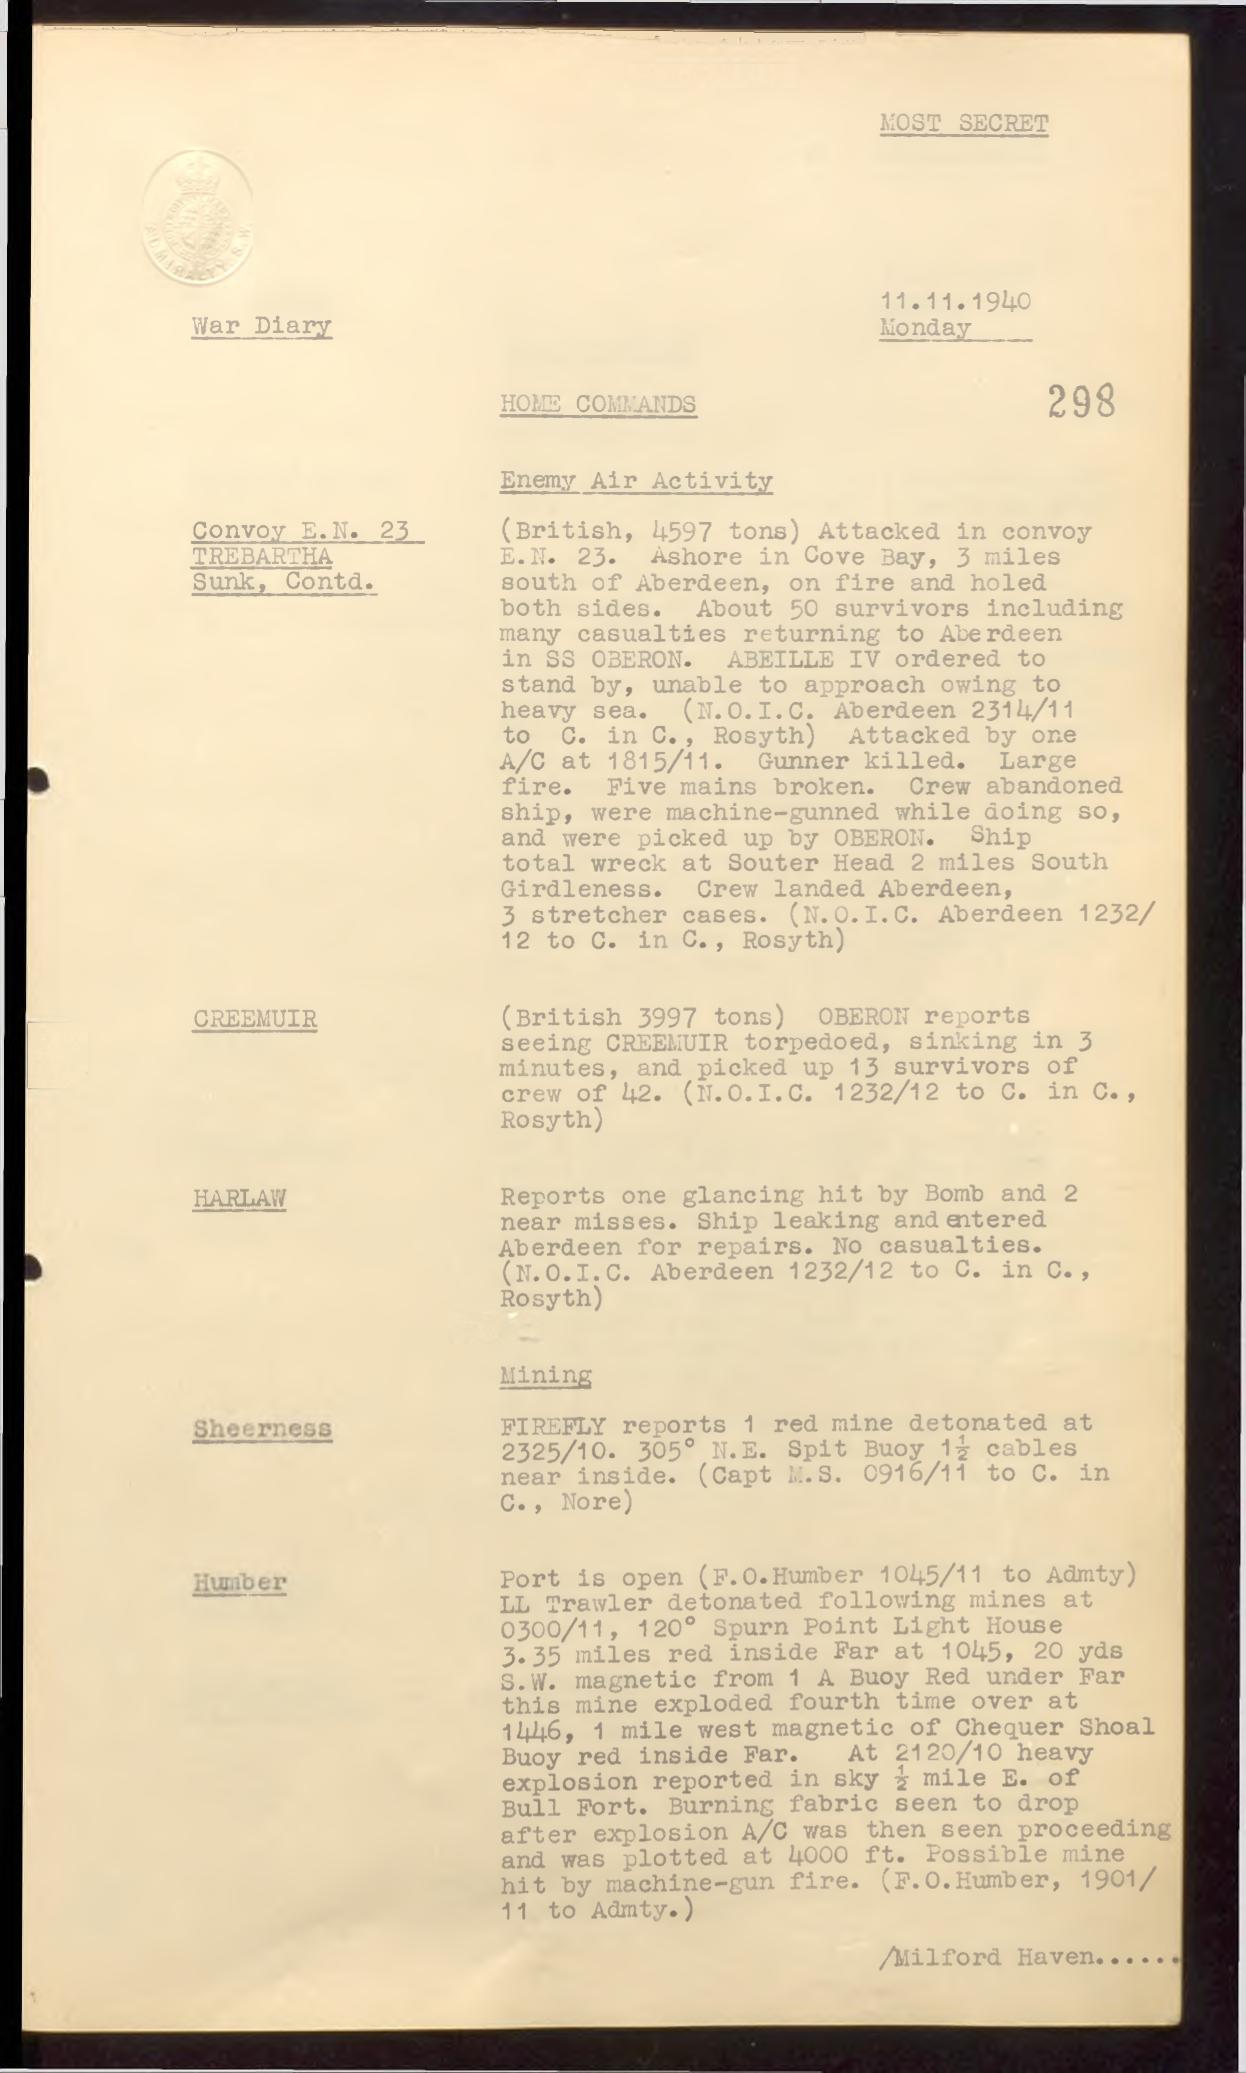 MOST SECRET
ADMIRALTY. S.W.
11.11.1940
War Diary
Monday
HOME COMMANDS
298
Enemy Air Activity
Convoy E.N. 23
TREBARTHA
Sunk, Contd.
(British, 4597 tons) Attacked in convoy
E.N. 23. Ashore in Cove Bay, 3 miles
south of Aberdeen, on fire and holed
both sides. About 50 survivors including
many casualties returning to Aberdeen
in SS OBERON. ABEILLE IV ordered to
stand by, unable to approach owing to
heavy sea. (N.O.I.C. Aberdeen 2314/11
to C. in C., Rosyth) Attacked by one
A/C at 1815/11. Gunner killed. Large
fire. Five mains broken. Crew abandoned
ship, were machine-gunned while doing so,
and were picked up by OBERON. Ship
total wreck at Souter Head 2 miles South
Girdleness. Crew landed Aberdeen,
3 stretcher cases. (N.O.I.C. Aberdeen 1232/
12 to C. in C., Rosyth)
CREEMUIR
(British 3997 tons) OBERON reports
seeing CREEMUIR torpedoed, sinking in 3
minutes, and picked up 13 survivors of
crew of 42. (N.O.I.C. 1232/12 to C. in C.,
Rosyth)
HARLAW
Reports one glancing hit by Bomb and 2
near misses. Ship leaking and entered
Aberdeen for repairs. No casualties.
(N.O.I.C. Aberdeen 1232/12 to C. in C.,
Rosyth)
Mining
Sheerness
FIREFLY reports 1 red mine detonated at
2325/10. 305° N.E. Spit Buoy 1½ cables
near inside. (Capt M.S. 0916/11 to C. in
C., Nore)
Humber
Port is open (F.O.Humber 1045/11 to Admty)
LL Trawler detonated following mines at
0300/11, 120° Spurn Point Light House
3.35 miles red inside Far at 1045, 20 yds
S.W. magnetic from 1 A Buoy Red under Far
this mine exploded fourth time over at
1446, 1 mile west magnetic of Chequer Shoal
Buoy red inside Far. At 2120/10 heavy
explosion reported in sky ½ mile E. of
Bull Fort. Burning fabric seen to drop
after explosion A/C was then seen proceeding
and was plotted at 4000 ft. Possible mine
hit by machine-gun fire. (F.O.Humber, 1901/
11 to Admty.)
/Milford Haven......